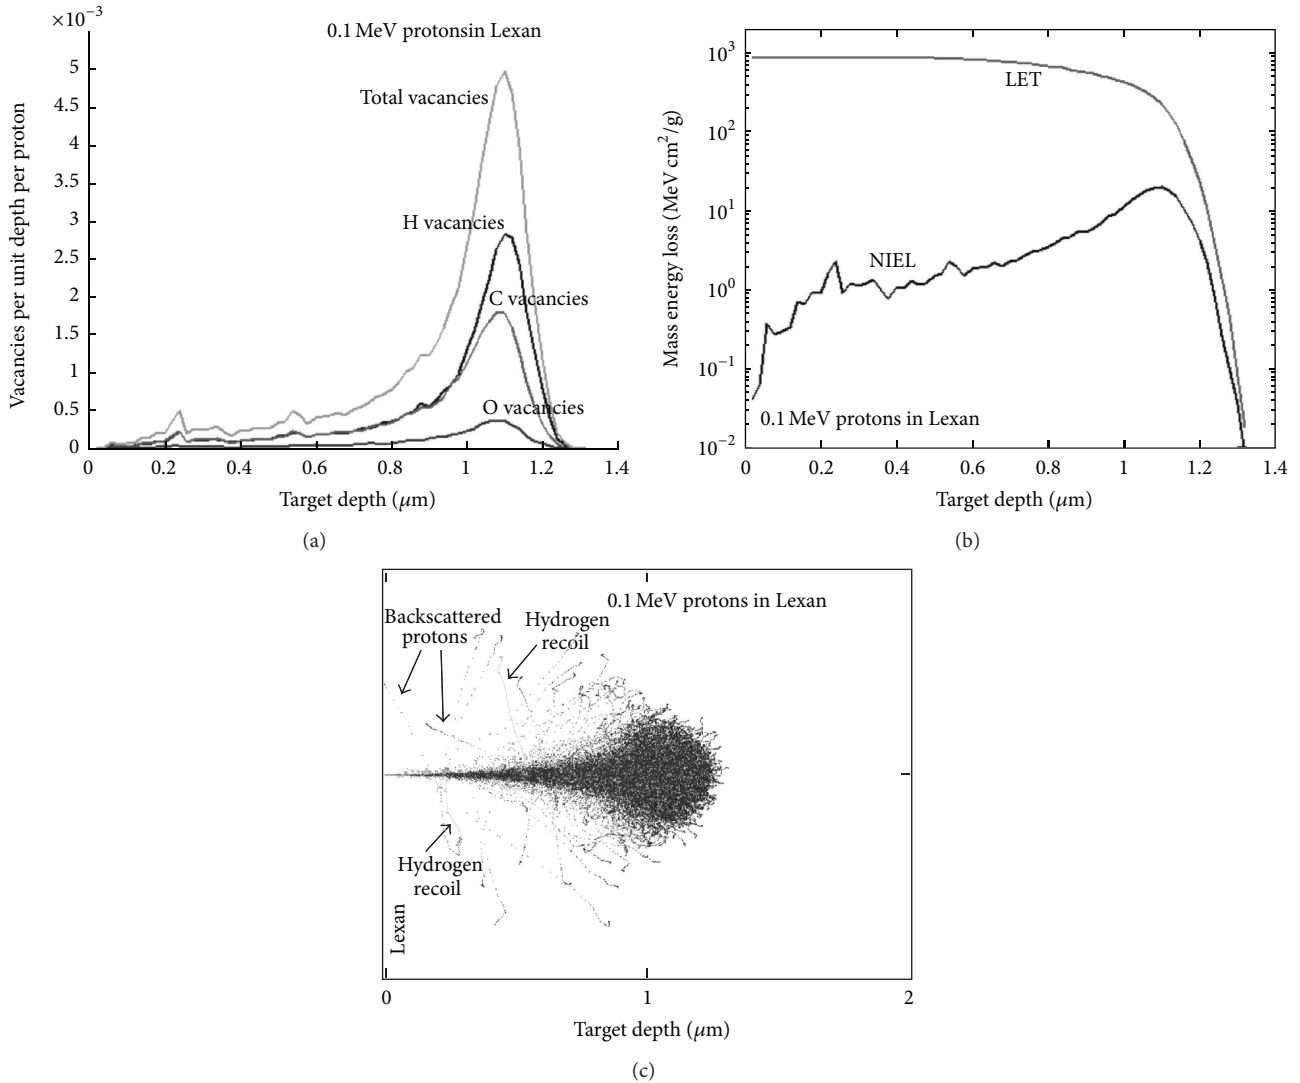 ×10−3
0.1 MeV protonsin Lexan
5
4.5
4
3.5
3
2.5
2
1.5
1
0.5
0
Vacancies per unit depth per proton
Total vacancies
H vacancies
C vacancies
O vacancies
0 0.2 0.4 0.6 0.8 1 1.2 1.4
Target depth (μm)
(a)
10³
10²
10¹
10⁰
10⁻¹
10⁻²
Mass energy loss (MeV cm²/g)
LET
NIEL
0.1 MeV protons in Lexan
0 0.2 0.4 0.6 0.8 1 1.2 1.4
Target depth (μm)
(b)
0.1 MeV protons in Lexan
Backscattered
protons
Hydrogen
recoil
Hydrogen
recoil
Lexan
0 1 2
Target depth (μm)
(c)